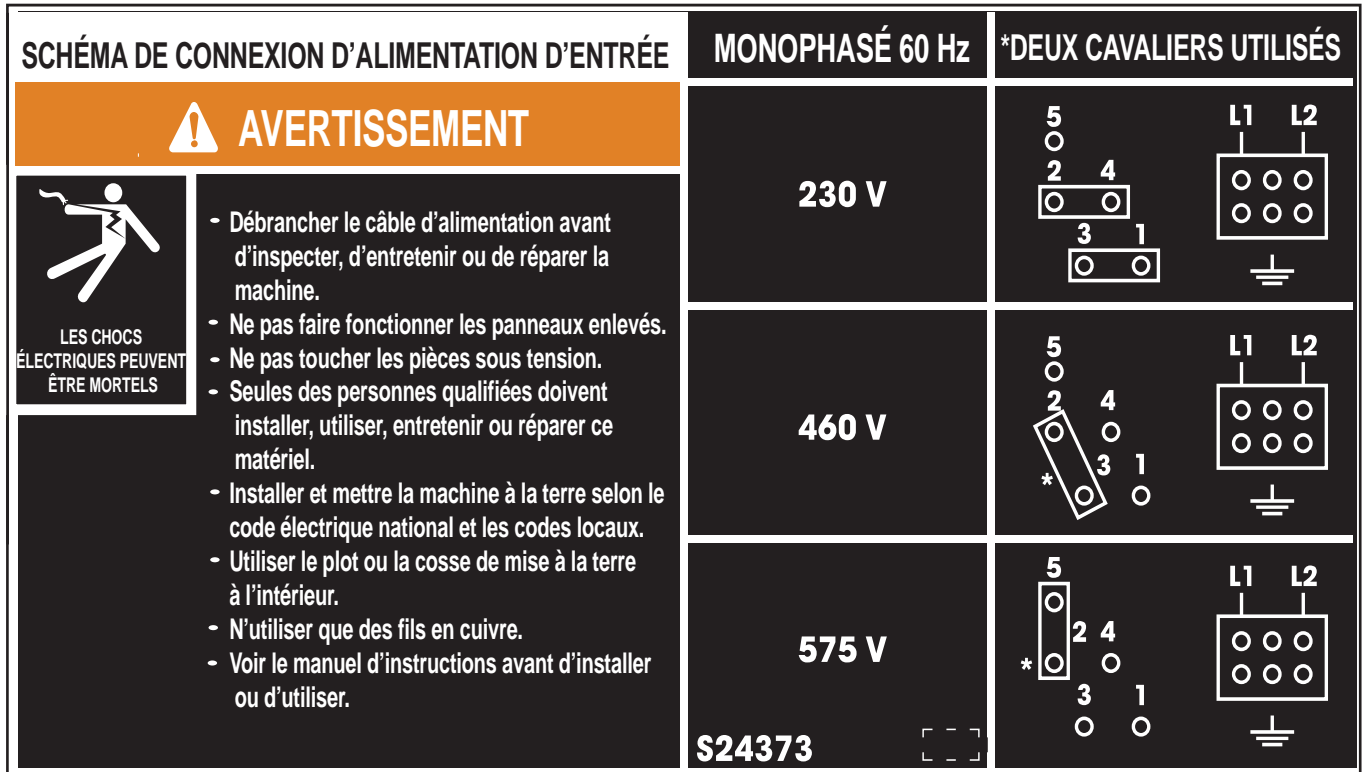 SCHÉMA DE CONNEXION D’ALIMENTATION D’ENTRÉE
AVERTISSEMENT
LES CHOCS
ÉLECTRIQUES PEUVENT
ÊTRE MORTELS
- Débrancher le câble d’alimentation avant
d’inspecter, d’entretenir ou de réparer la
machine.
- Ne pas faire fonctionner les panneaux enlevés.
- Ne pas toucher les pièces sous tension.
- Seules des personnes qualifiées doivent
installer, utiliser, entretenir ou réparer ce
matériel.
- Installer et mettre la machine à la terre selon le
code électrique national et les codes locaux.
- Utiliser le plot ou la cosse de mise à la terre
à l’intérieur.
- N’utiliser que des fils en cuivre.
- Voir le manuel d’instructions avant d’installer
ou d’utiliser.
MONOPHASÉ 60 Hz
*DEUX CAVALIERS UTILISÉS
230 V
5
2 4
3 1
L1 L2
460 V
5
2 4
3 1
*
L1 L2
575 V
5
2 4
*
3 1
L1 L2
S24373